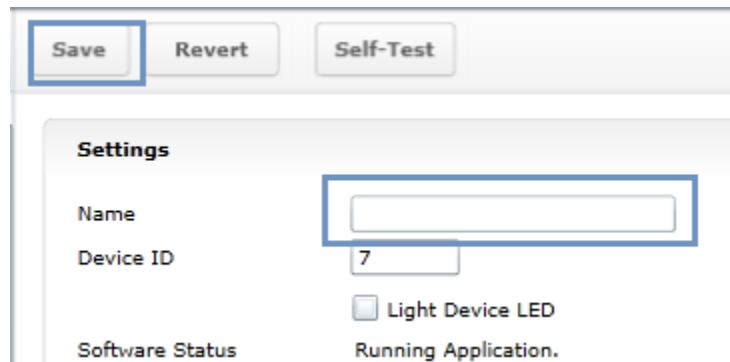 Save Revert Self-Test
Settings
Name
Device ID 7
Light Device LED
Software Status Running Application.